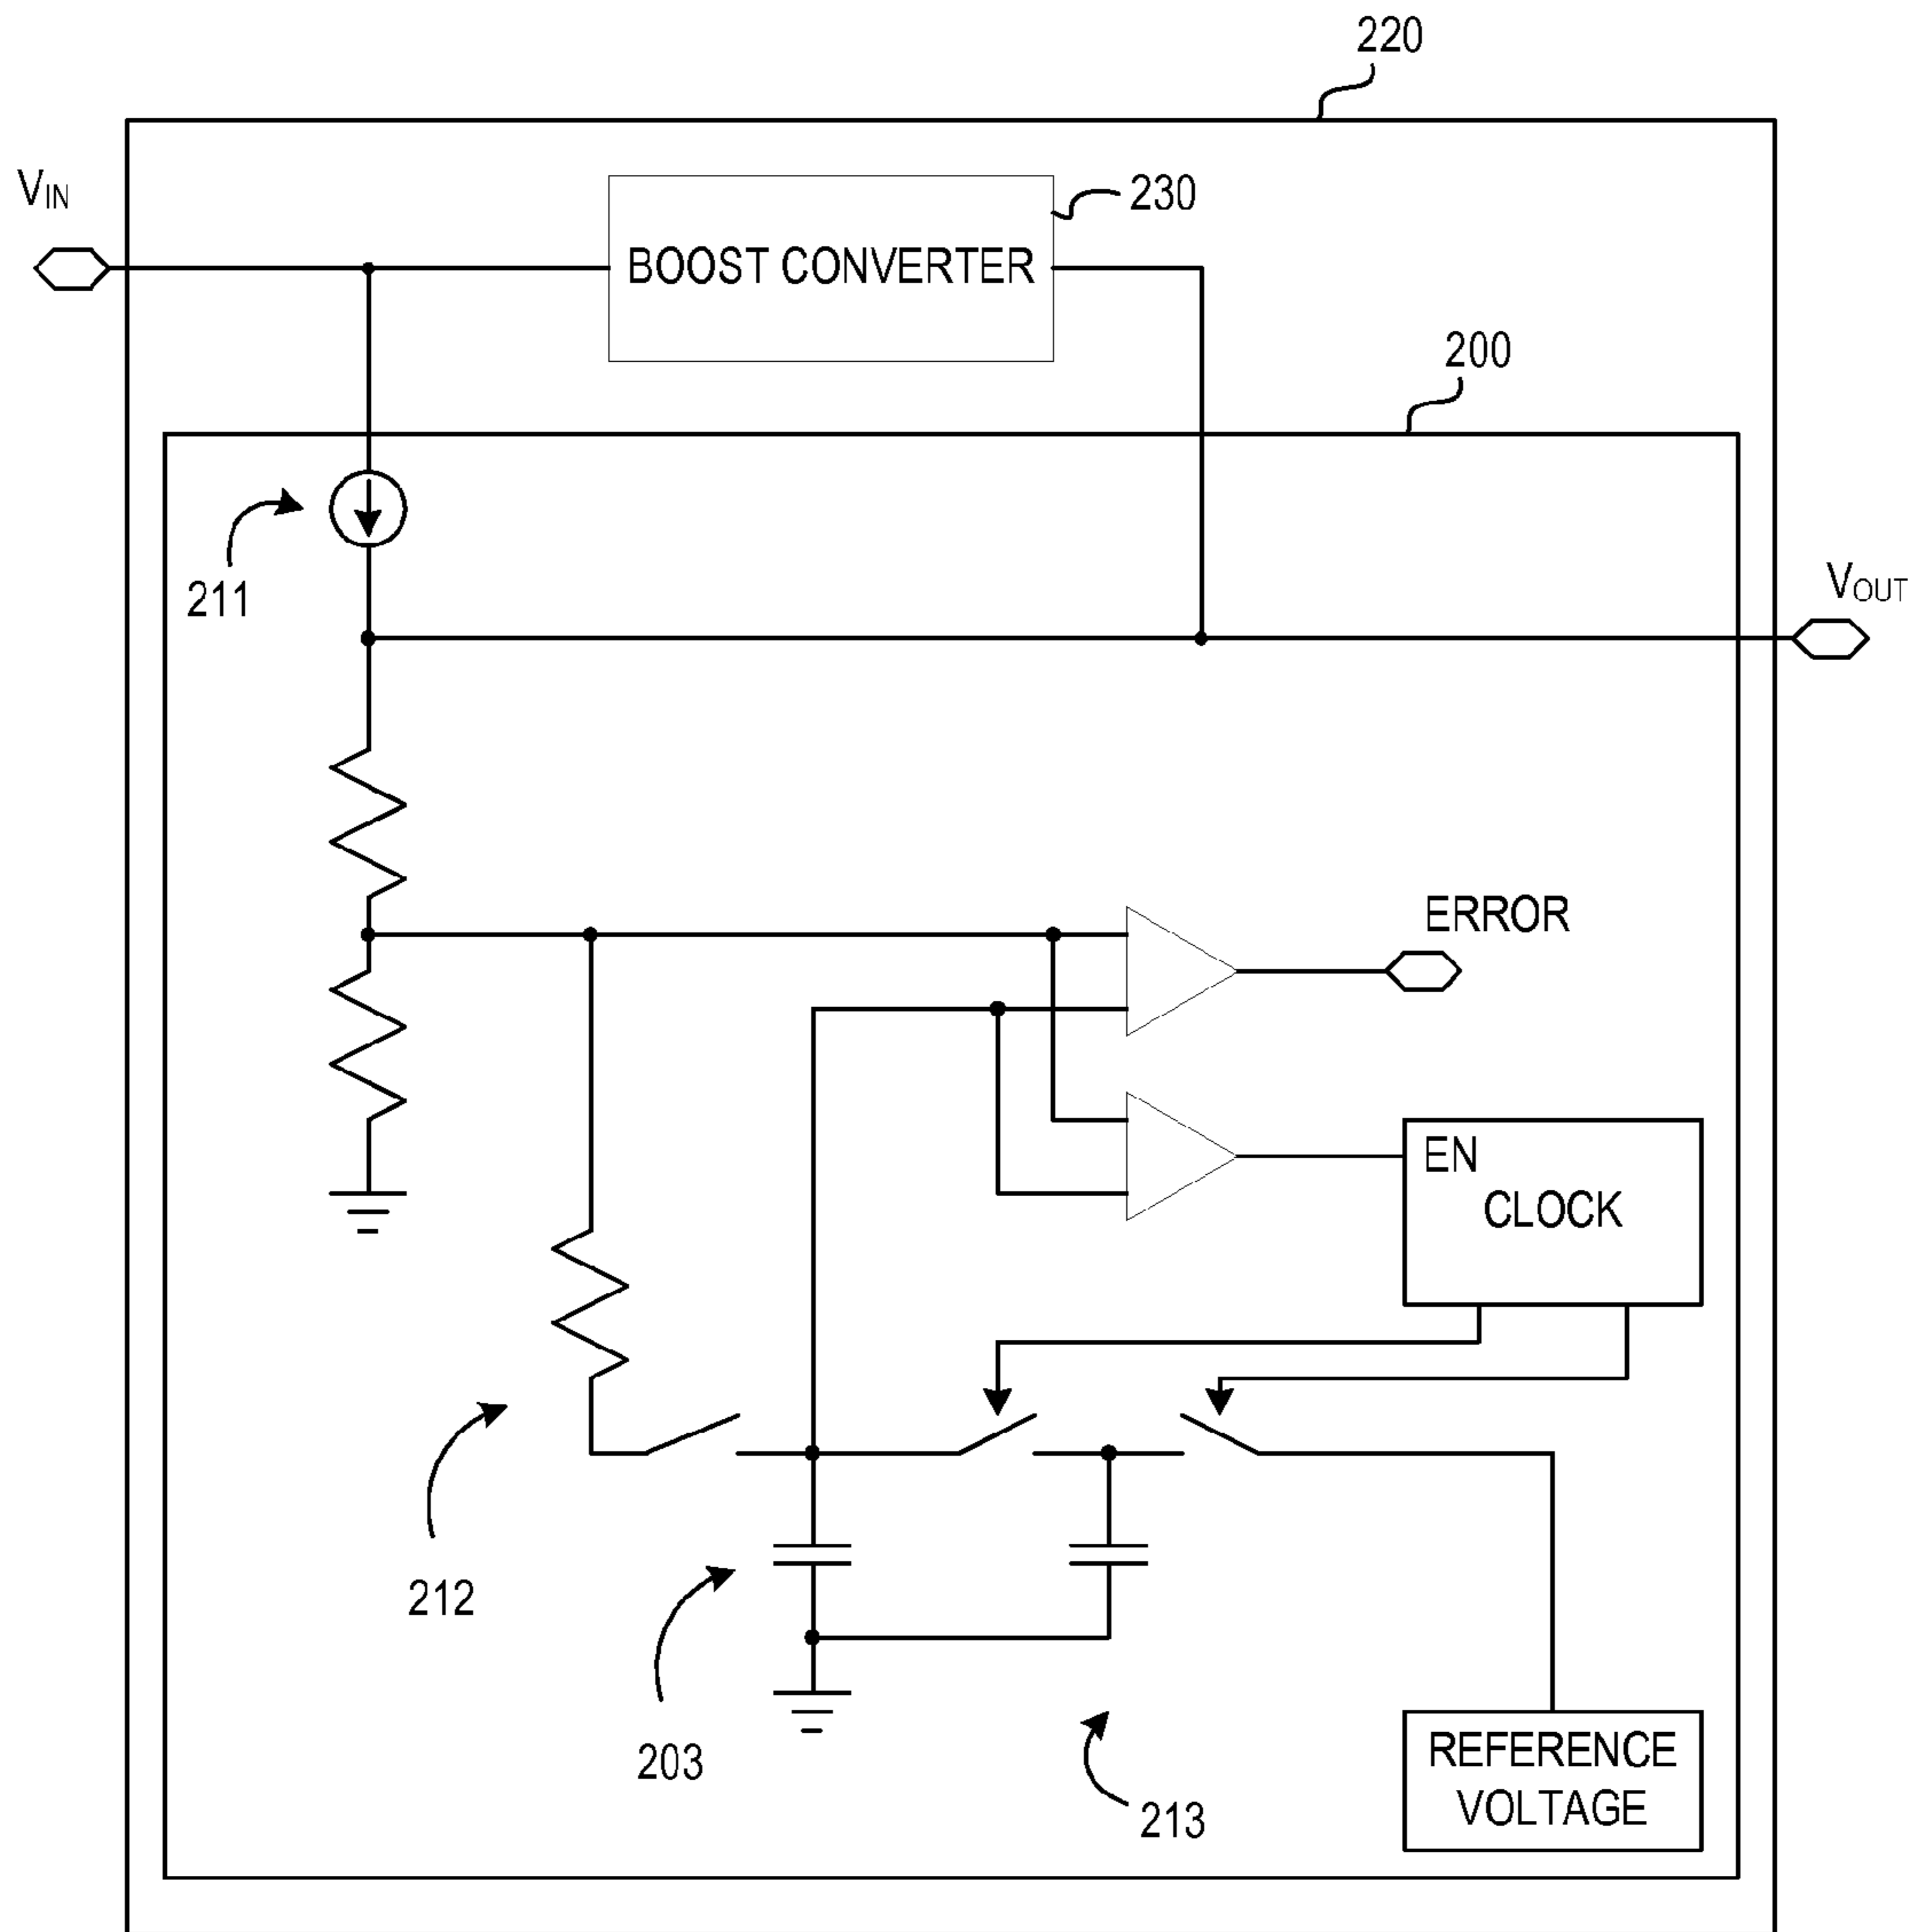 220
VIN
230
BOOST CONVERTER
200
211
VOUT
ERROR
EN
CLOCK
212
203
213
REFERENCE
VOLTAGE